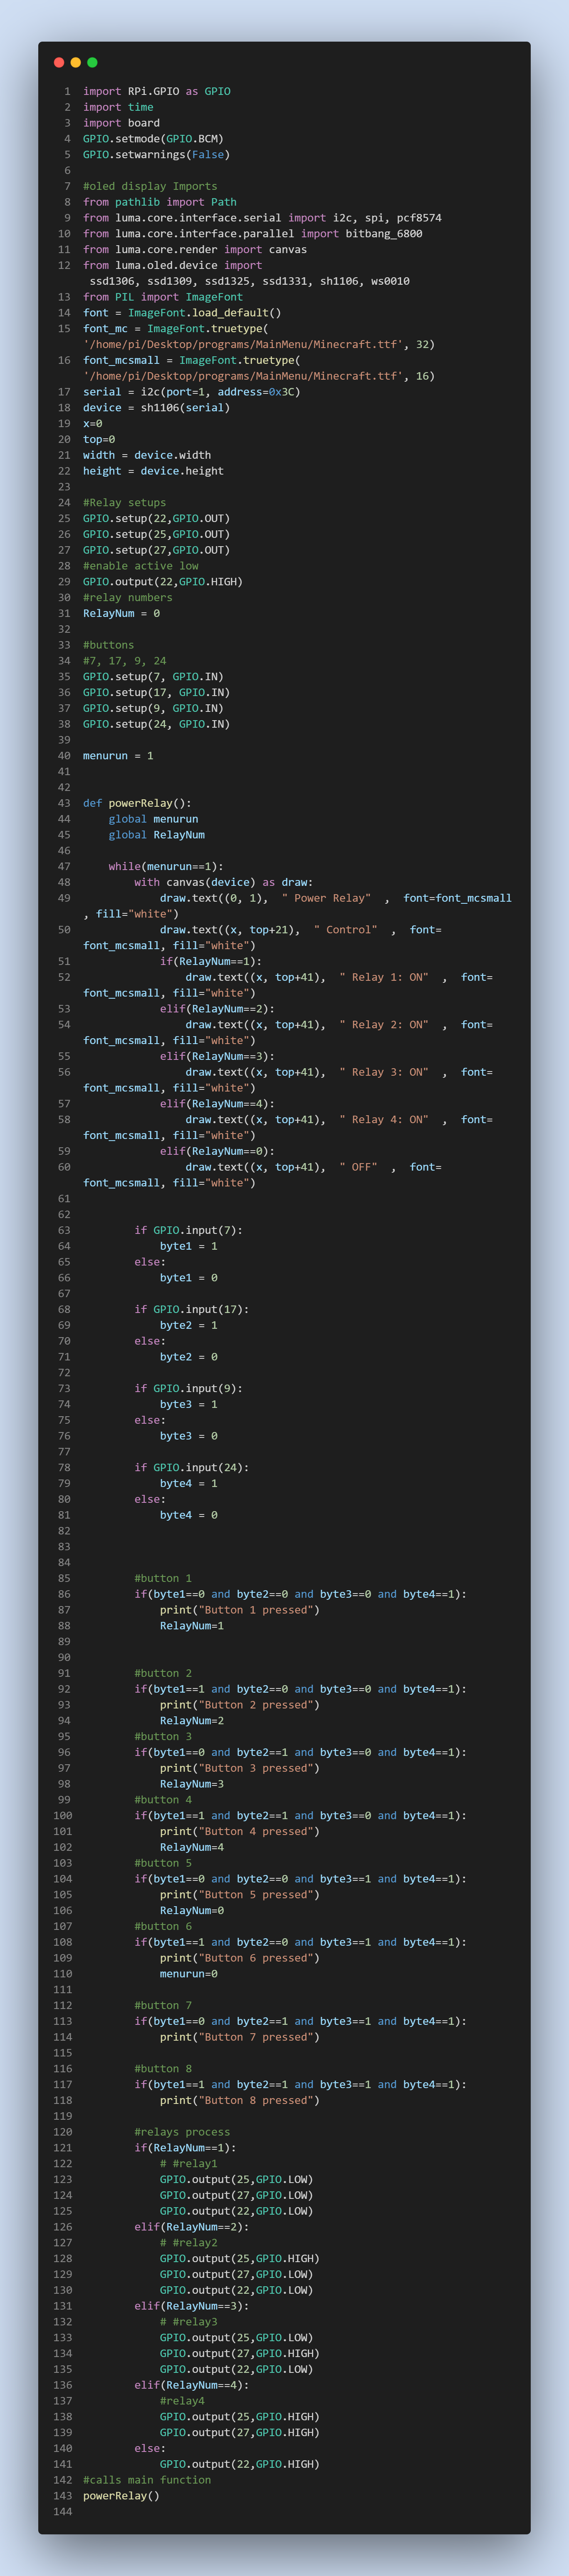 1 import RPi.GPIO as GPIO
2 import time
3 import board
4 GPIO.setmode(GPIO.BCM)
5 GPIO.setwarnings(False)
6
7 #oled display Imports
8 from pathlib import Path
9 from luma.core.interface.serial import i2c, spi, pcf8574
10 from luma.core.interface.parallel import bitbang_6800
11 from luma.core.render import canvas
12 from luma.oled.device import
 ssd1306, ssd1309, ssd1325, ssd1331, sh1106, ws0010
13 from PIL import ImageFont
14 font = ImageFont.load_default()
15 font_mc = ImageFont.truetype(
'/home/pi/Desktop/programs/MainMenu/Minecraft.ttf', 32)
16 font_mcsmall = ImageFont.truetype(
'/home/pi/Desktop/programs/MainMenu/Minecraft.ttf', 16)
17 serial = i2c(port=1, address=0x3C)
18 device = sh1106(serial)
19 x=0
20 top=0
21 width = device.width
22 height = device.height
23
24 #Relay setups
25 GPIO.setup(22,GPIO.OUT)
26 GPIO.setup(25,GPIO.OUT)
27 GPIO.setup(27,GPIO.OUT)
28 #enable active low
29 GPIO.output(22,GPIO.HIGH)
30 #relay numbers
31 RelayNum = 0
32
33 #buttons
34 #7, 17, 9, 24
35 GPIO.setup(7, GPIO.IN)
36 GPIO.setup(17, GPIO.IN)
37 GPIO.setup(9, GPIO.IN)
38 GPIO.setup(24, GPIO.IN)
39
40 menurun = 1
41
42
43 def powerRelay():
44     global menurun
45     global RelayNum
46
47     while(menurun==1):
48         with canvas(device) as draw:
49             draw.text((0, 1),  " Power Relay"  ,  font=font_mcsmall
, fill="white")
50             draw.text((x, top+21),  " Control"  ,  font=
font_mcsmall, fill="white")
51             if(RelayNum==1):
52                 draw.text((x, top+41),  " Relay 1: ON"  ,  font=
font_mcsmall, fill="white")
53             elif(RelayNum==2):
54                 draw.text((x, top+41),  " Relay 2: ON"  ,  font=
font_mcsmall, fill="white")
55             elif(RelayNum==3):
56                 draw.text((x, top+41),  " Relay 3: ON"  ,  font=
font_mcsmall, fill="white")
57             elif(RelayNum==4):
58                 draw.text((x, top+41),  " Relay 4: ON"  ,  font=
font_mcsmall, fill="white")
59             elif(RelayNum==0):
60                 draw.text((x, top+41),  " OFF"  ,  font=
font_mcsmall, fill="white")
61
62
63         if GPIO.input(7):
64             byte1 = 1
65         else:
66             byte1 = 0
67
68         if GPIO.input(17):
69             byte2 = 1
70         else:
71             byte2 = 0
72
73         if GPIO.input(9):
74             byte3 = 1
75         else:
76             byte3 = 0
77
78         if GPIO.input(24):
79             byte4 = 1
80         else:
81             byte4 = 0
82
83
84
85         #button 1
86         if(byte1==0 and byte2==0 and byte3==0 and byte4==1):
87             print("Button 1 pressed")
88             RelayNum=1
89
90
91         #button 2
92         if(byte1==1 and byte2==0 and byte3==0 and byte4==1):
93             print("Button 2 pressed")
94             RelayNum=2
95         #button 3
96         if(byte1==0 and byte2==1 and byte3==0 and byte4==1):
97             print("Button 3 pressed")
98             RelayNum=3
99         #button 4
100         if(byte1==1 and byte2==1 and byte3==0 and byte4==1):
101             print("Button 4 pressed")
102             RelayNum=4
103         #button 5
104         if(byte1==0 and byte2==0 and byte3==1 and byte4==1):
105             print("Button 5 pressed")
106             RelayNum=0
107         #button 6
108         if(byte1==1 and byte2==0 and byte3==1 and byte4==1):
109             print("Button 6 pressed")
110             menurun=0
111
112         #button 7
113         if(byte1==0 and byte2==1 and byte3==1 and byte4==1):
114             print("Button 7 pressed")
115
116         #button 8
117         if(byte1==1 and byte2==1 and byte3==1 and byte4==1):
118             print("Button 8 pressed")
119
120         #relays process
121         if(RelayNum==1):
122             # #relay1
123             GPIO.output(25,GPIO.LOW)
124             GPIO.output(27,GPIO.LOW)
125             GPIO.output(22,GPIO.LOW)
126         elif(RelayNum==2):
127             # #relay2
128             GPIO.output(25,GPIO.HIGH)
129             GPIO.output(27,GPIO.LOW)
130             GPIO.output(22,GPIO.LOW)
131         elif(RelayNum==3):
132             # #relay3
133             GPIO.output(25,GPIO.LOW)
134             GPIO.output(27,GPIO.HIGH)
135             GPIO.output(22,GPIO.LOW)
136         elif(RelayNum==4):
137             #relay4
138             GPIO.output(25,GPIO.HIGH)
139             GPIO.output(27,GPIO.HIGH)
140         else:
141             GPIO.output(22,GPIO.HIGH)
142 #calls main function
143 powerRelay()
144